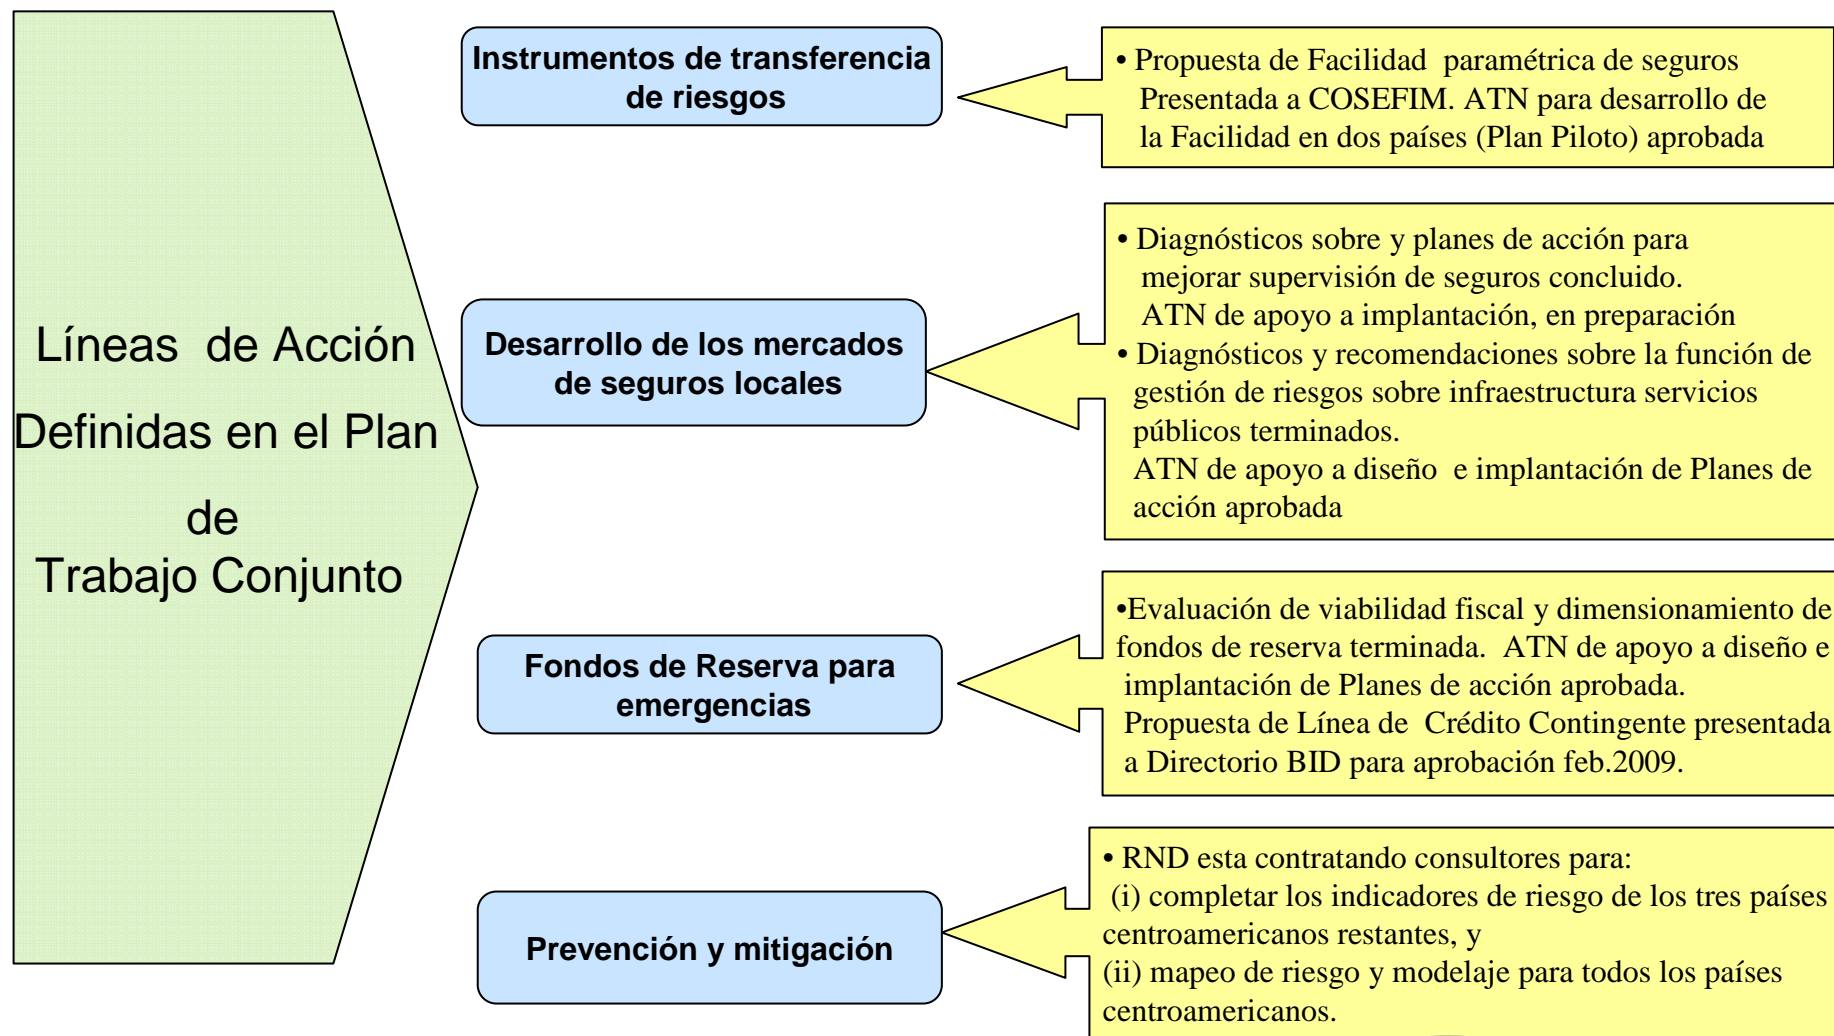 Líneas de Acción
Definidas en el Plan
de
Trabajo Conjunto
Instrumentos de transferencia
de riesgos
• Propuesta de Facilidad paramétrica de seguros
Presentada a COSEFIM. ATN para desarrollo de
la Facilidad en dos países (Plan Piloto) aprobada
Desarrollo de los mercados
de seguros locales
• Diagnósticos sobre y planes de acción para
mejorar supervisión de seguros concluido.
ATN de apoyo a implantación, en preparación
• Diagnósticos y recomendaciones sobre la función de
gestión de riesgos sobre infraestructura servicios
públicos terminados.
ATN de apoyo a diseño e implantación de Planes de
acción aprobada
Fondos de Reserva para
emergencias
•Evaluación de viabilidad fiscal y dimensionamiento de
fondos de reserva terminada. ATN de apoyo a diseño e
implantación de Planes de acción aprobada.
Propuesta de Línea de Crédito Contingente presentada
a Directorio BID para aprobación feb.2009.
Prevención y mitigación
• RND esta contratando consultores para:
(i) completar los indicadores de riesgo de los tres países
centroamericanos restantes, y
(ii) mapeo de riesgo y modelaje para todos los países
centroamericanos.